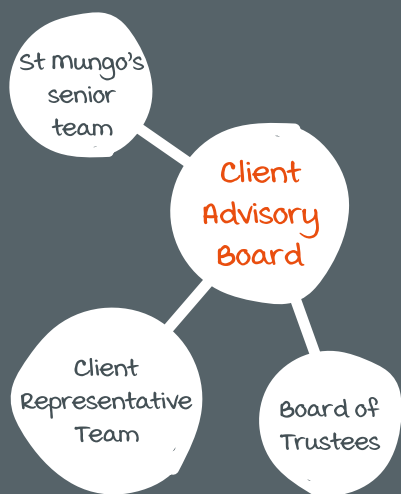 St Mungo's
senior
team
Client
Advisory
Board
Client
Representative
Team
Board of
Trustees